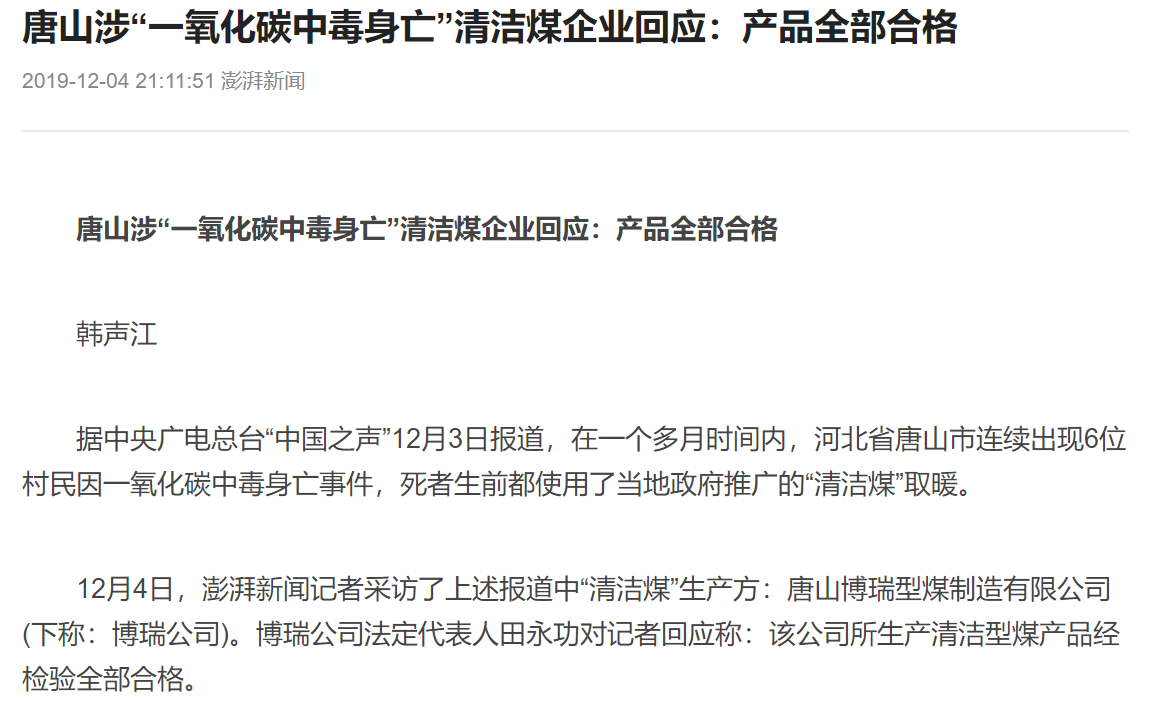 唐山涉“一氧化碳中毒身亡”清洁煤企业回应：产品全部合格
2019-12-04 21:11:51 澎湃新闻
唐山涉“一氧化碳中毒身亡”清洁煤企业回应：产品全部合格
韩声江
据中央广电总台“中国之声”12月3日报道，在一个多月时间内，河北省唐山市连续出现6位
村民因一氧化碳中毒身亡事件，死者生前都使用了当地政府推广的“清洁煤”取暖。
12月4日，澎湃新闻记者采访了上述报道中“清洁煤”生产方：唐山博瑞型煤制造有限公司
(下称：博瑞公司)。博瑞公司法定代表人田永功对记者回应称：该公司所生产清洁型煤产品经
检验全部合格。